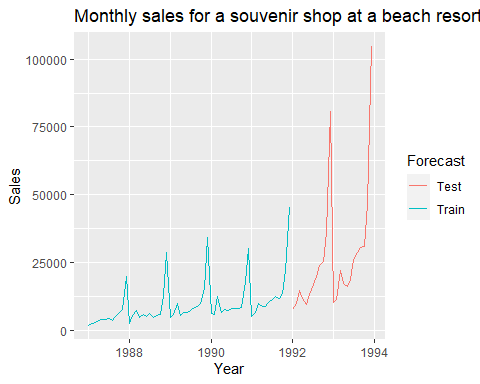 Monthly sales for a souvenir shop at a beach resort
100000
75000
50000
25000
0
Sales
1988 1990 1992 1994
Year
Forecast
Test
Train